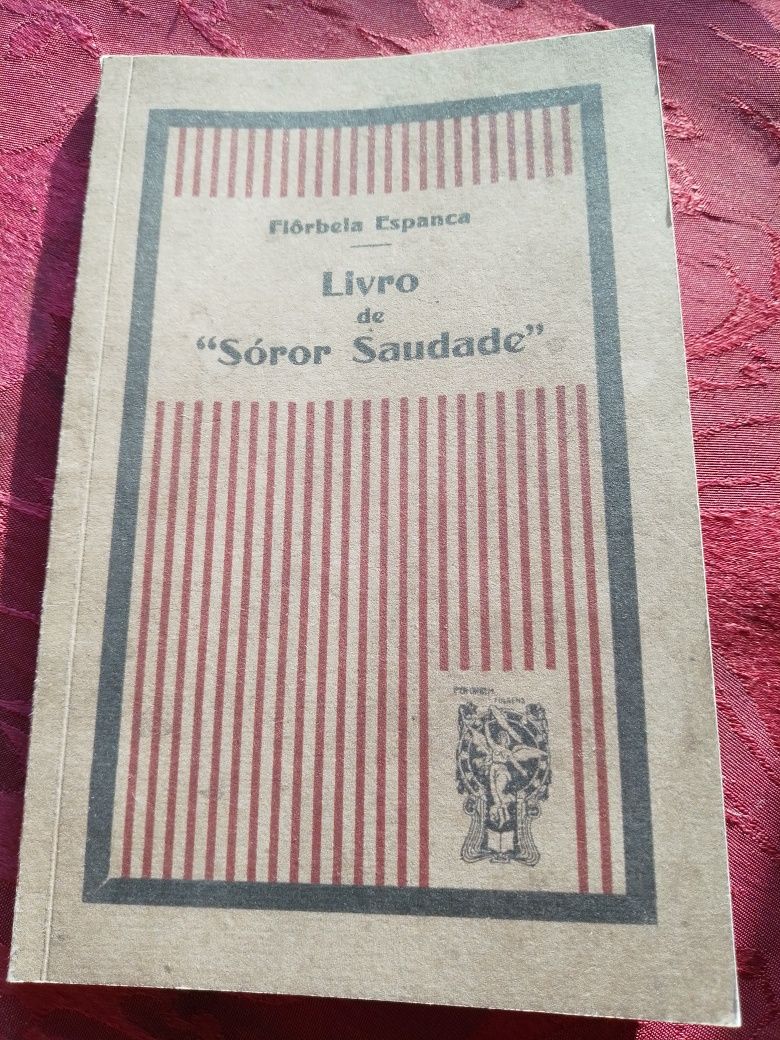 Flôrbela Espanca
Livro
de
“Sóror Saudade”